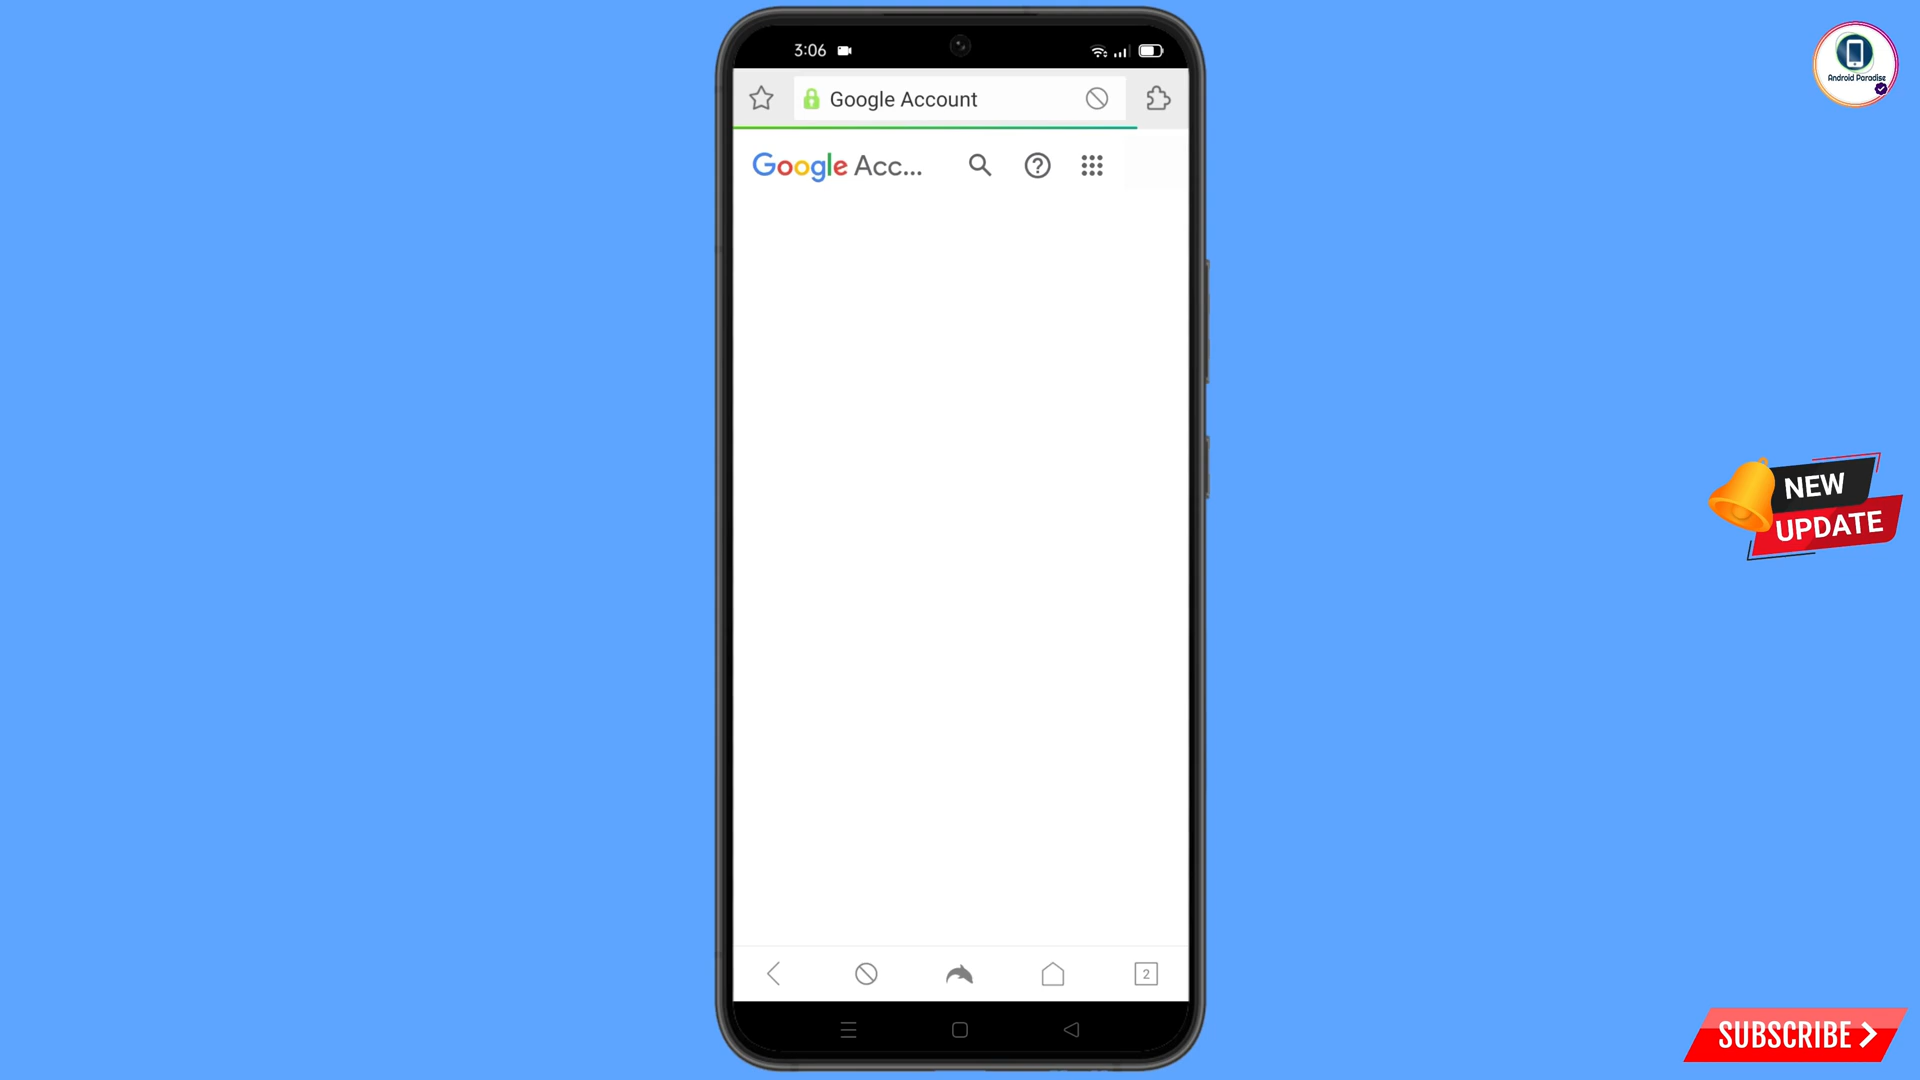 3:06
Google Account
Google Acc...
2
Android Paradise
NEW
UPDATE
SUBSCRIBE